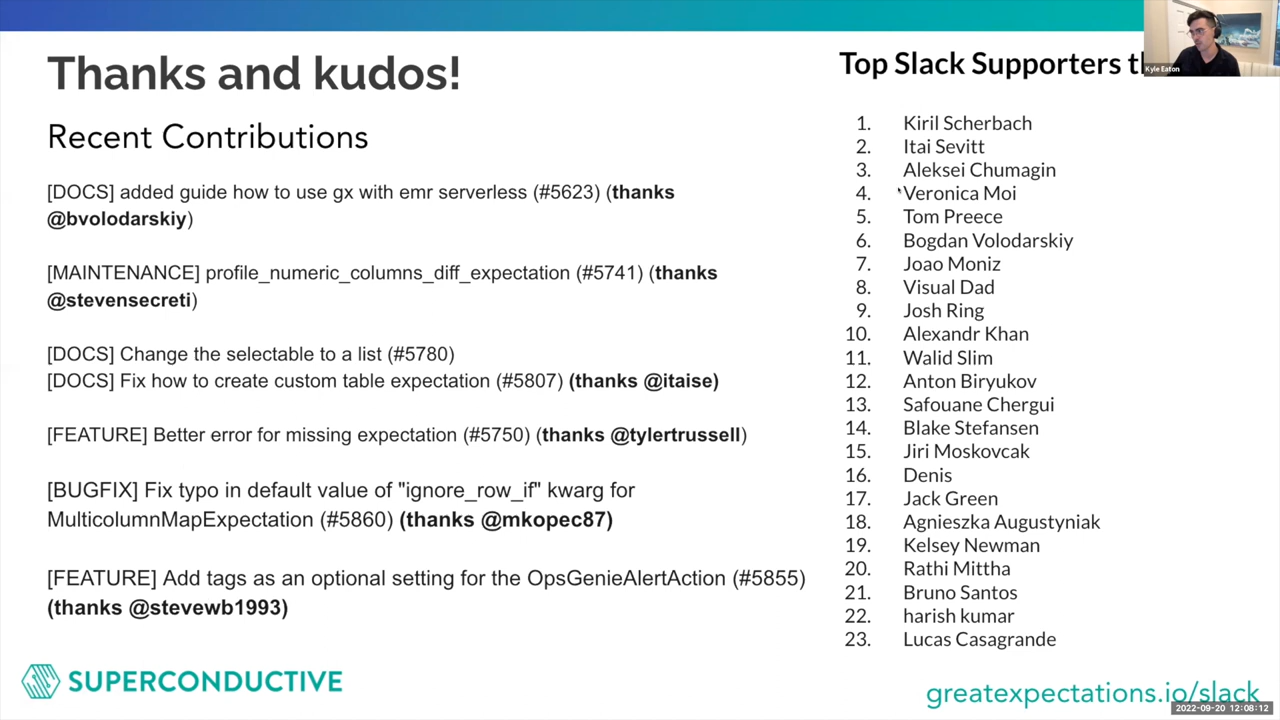 Thanks and kudos!
Recent Contributions
[DOCS] added guide how to use gx with emr serverless (#5623) (thanks
@bvolodarskiy)
[MAINTENANCE] profile_numeric_columns_diff_expectation (#5741) (thanks
@stevensecreti)
[DOCS] Change the selectable to a list (#5780)
[DOCS] Fix how to create custom table expectation (#5807) (thanks @itaise)
[FEATURE] Better error for missing expectation (#5750) (thanks @tylertrussell)
[BUGFIX] Fix typo in default value of "ignore_row_if" kwarg for
MulticolumnMapExpectation (#5860) (thanks @mkopec87)
[FEATURE] Add tags as an optional setting for the OpsGenieAlertAction (#5855)
(thanks @stevewb1993)
SUPERCONDUCTIVE
Top Slack Supporters
Kyle Eaton
1. Kiril Scherbach
2. Itai Sevitt
3. Aleksei Chumagin
4. Veronica Moi
5. Tom Preece
6. Bogdan Volodarskiy
7. Joao Moniz
8. Visual Dad
9. Josh Ring
10. Alexandr Khan
11. Walid Slim
12. Anton Biryukov
13. Safouane Chergui
14. Blake Stefansen
15. Jiri Moskovcak
16. Denis
17. Jack Green
18. Agnieszka Augustyniak
19. Kelsey Newman
20. Rathi Mittha
21. Bruno Santos
22. harish kumar
23. Lucas Casagrande
greatexpectations.io/slack
2022-09-20 12:08:12